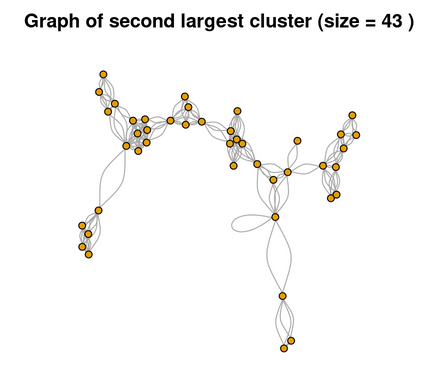 Graph of second largest cluster (size = 43 )